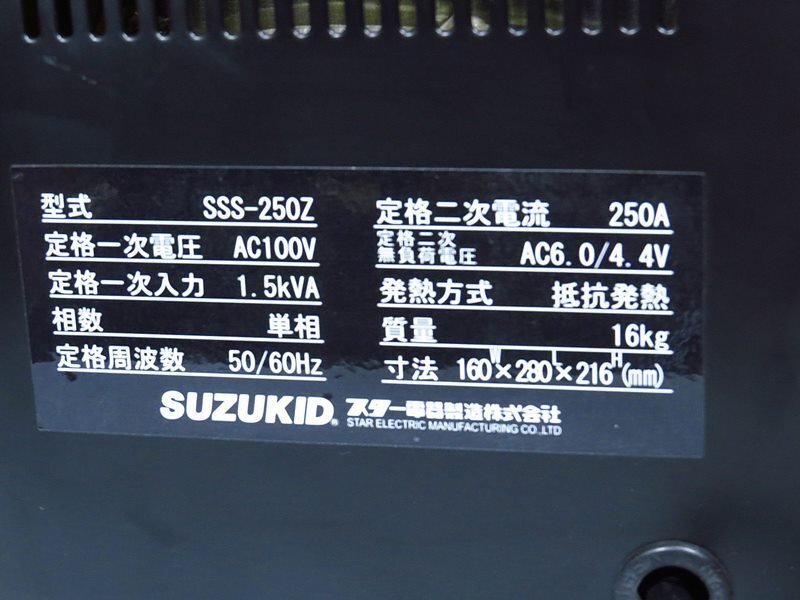 型式 SSS-250Z
定格一次電圧 AC100V
定格一次入力 1.5kVA
相数 単相
定格周波数 50/60Hz
定格二次電流 250A
定格二次
無負荷電圧 AC6.0/4.4V
発熱方式 抵抗発熱
質量 16kg
寸法 160W×280L×216H(mm)
SUZUKID® スター電器製造株式会社
STAR ELECTRIC MANUFACTURING CO.,LTD